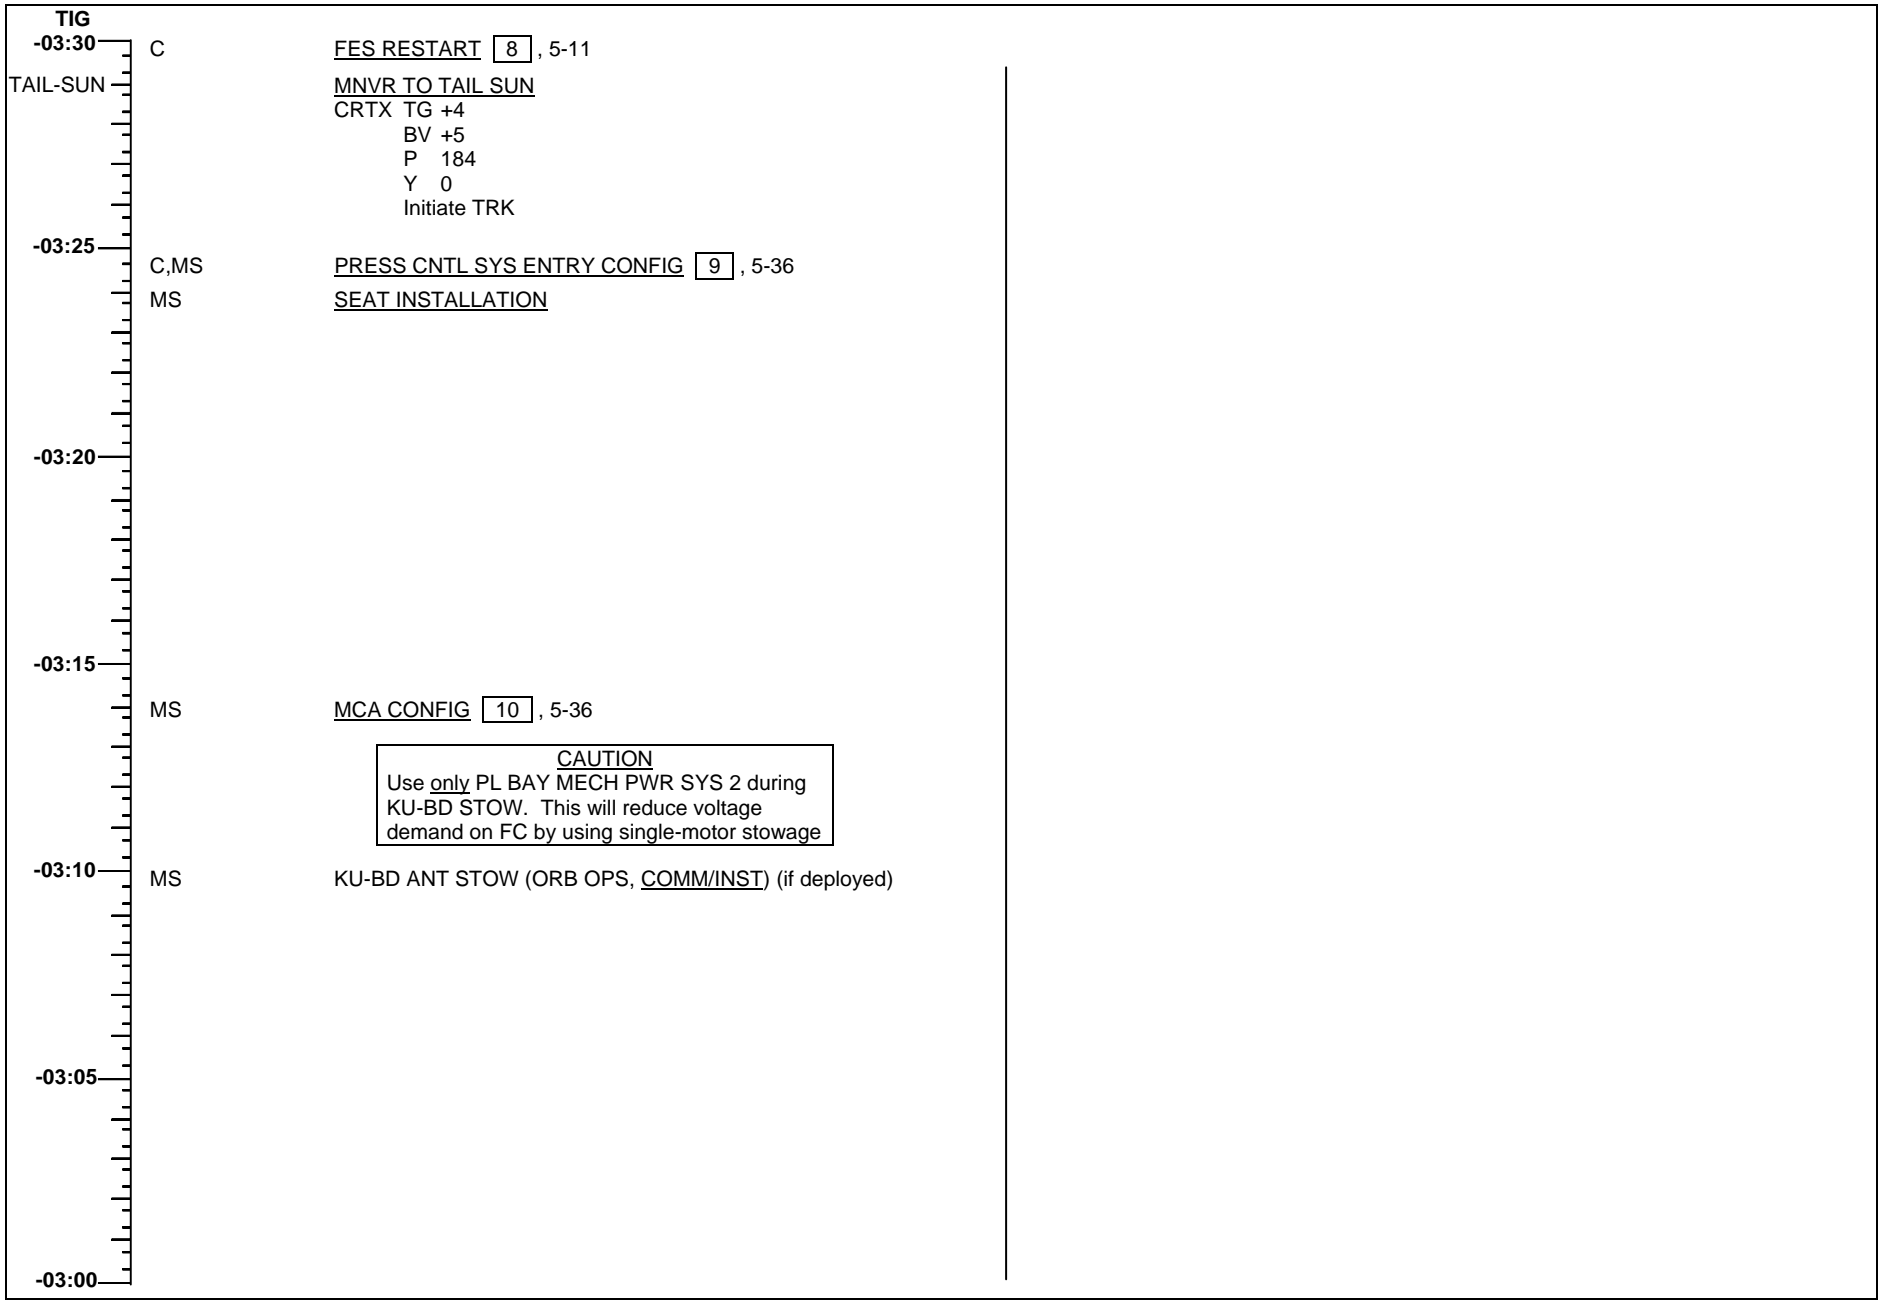 TIG
-03:30
C FES RESTART 8 , 5-11
TAIL-SUN MNVR TO TAIL SUN
CRTX TG +4
BV +5
P 184
Y 0
Initiate TRK
-03:25
C,MS PRESS CNTL SYS ENTRY CONFIG 9 , 5-36
MS SEAT INSTALLATION
-03:20
-03:15
MS MCA CONFIG 10 , 5-36
CAUTION
Use only PL BAY MECH PWR SYS 2 during
KU-BD STOW. This will reduce voltage
demand on FC by using single-motor stowage
-03:10
MS KU-BD ANT STOW (ORB OPS, COMM/INST) (if deployed)
-03:05
-03:00